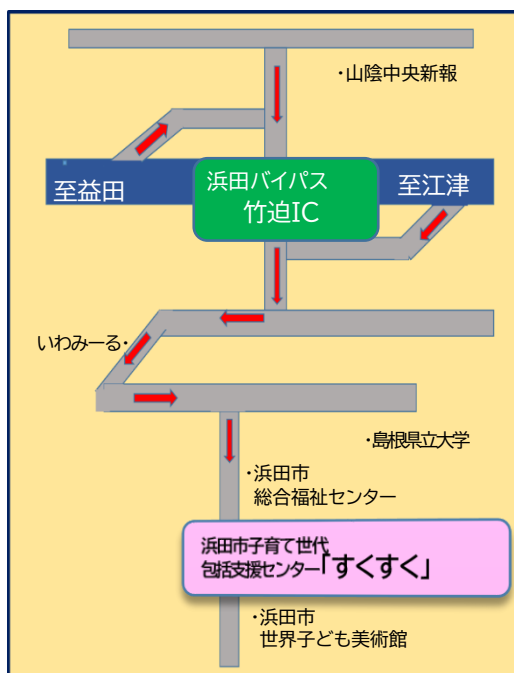 ・山陰中央新報
至益田
浜田バイパス
竹迫IC
至江津
いわみーる・
・島根県立大学
・浜田市
総合福祉センター
浜田市子育て世代
包括支援センター「すくすく」
・浜田市
世界子ども美術館